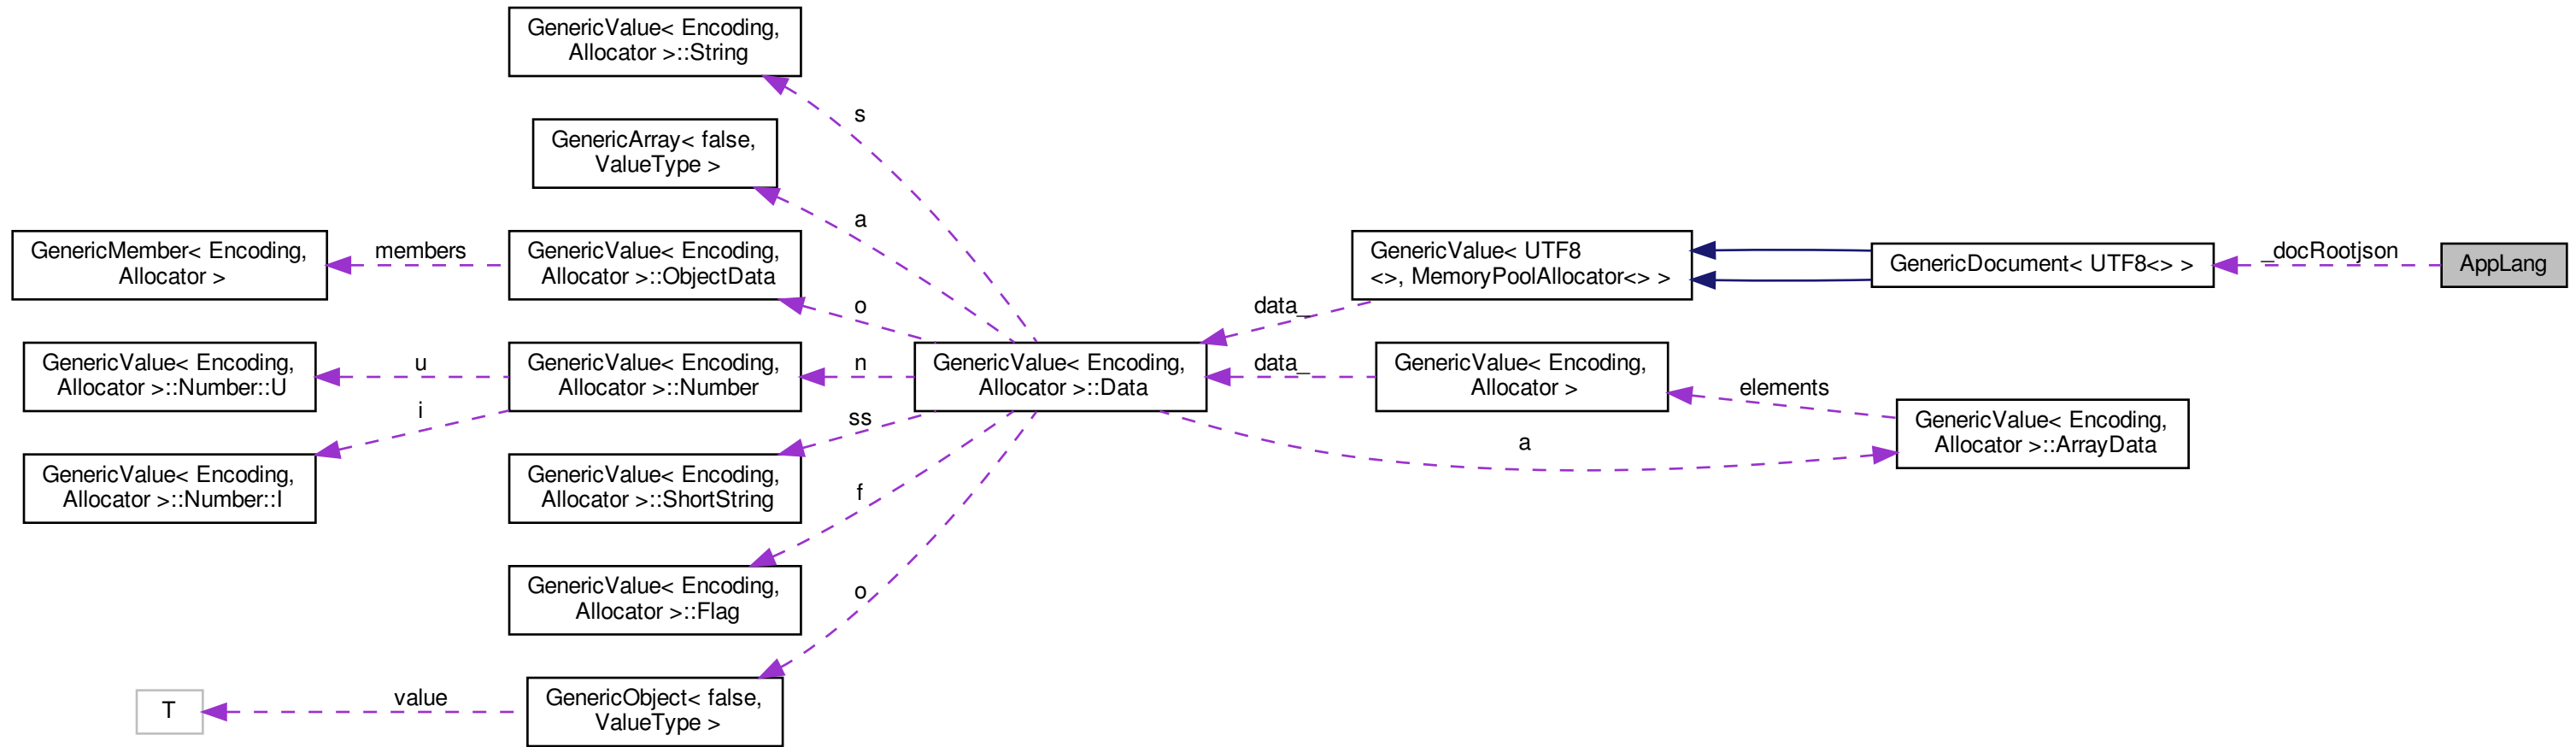 GenericValue< Encoding,
Allocator >::String
s
GenericArray< false,
ValueType >
a
GenericMember< Encoding,
Allocator >
members
GenericValue< Encoding,
Allocator >::ObjectData
o
GenericValue< UTF8
<>, MemoryPoolAllocator<> >
GenericDocument< UTF8<> >
_docRootjson
AppLang
data_
GenericValue< Encoding,
Allocator >::Number::U
u
GenericValue< Encoding,
Allocator >::Number
n
GenericValue< Encoding,
Allocator >::Data
data_
GenericValue< Encoding,
Allocator >
elements
GenericValue< Encoding,
Allocator >::ArrayData
i
ss
a
GenericValue< Encoding,
Allocator >::Number::I
GenericValue< Encoding,
Allocator >::ShortString
f
GenericValue< Encoding,
Allocator >::Flag
o
T
value
GenericObject< false,
ValueType >